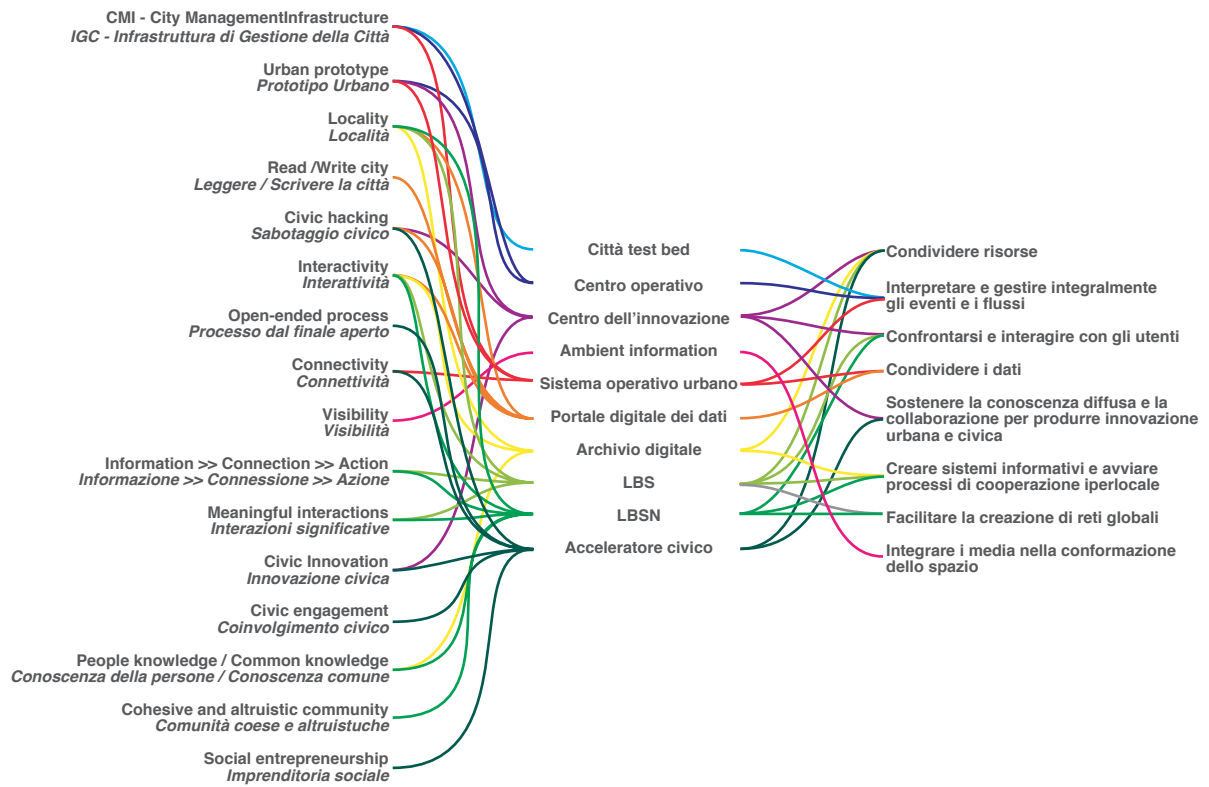 CMI - City ManagementInfrastructure
IGC - Infrastruttura di Gestione della Città
Urban prototype
Prototipo Urbano
Locality
Località
Read /Write city
Leggere / Scrivere la città
Civic hacking
Sabotaggio civico
Interactivity
Interattività
Open-ended process
Processo dal finale aperto
Connectivity
Connettività
Visibility
Visibilità
Information >> Connection >> Action
Informazione >> Connessione >> Azione
Meaningful interactions
Interazioni significative
Civic Innovation
Innovazione civica
Civic engagement
Coinvolgimento civico
People knowledge / Common knowledge
Conoscenza della persone / Conoscenza comune
Cohesive and altruistic community
Comunità coese e altruistuche
Social entrepreneurship
Imprenditoria sociale
Città test bed
Centro operativo
Centro dell'innovazione
Ambient information
Sistema operativo urbano
Portale digitale dei dati
Archivio digitale
LBS
LBSN
Acceleratore civico
Condividere risorse
Interpretare e gestire integralmente
gli eventi e i flussi
Confrontarsi e interagire con gli utenti
Condividere i dati
Sostenere la conoscenza diffusa e la
collaborazione per produrre innovazione
urbana e civica
Creare sistemi informativi e avviare
processi di cooperazione iperlocale
Facilitare la creazione di reti globali
Integrare i media nella conformazione
dello spazio